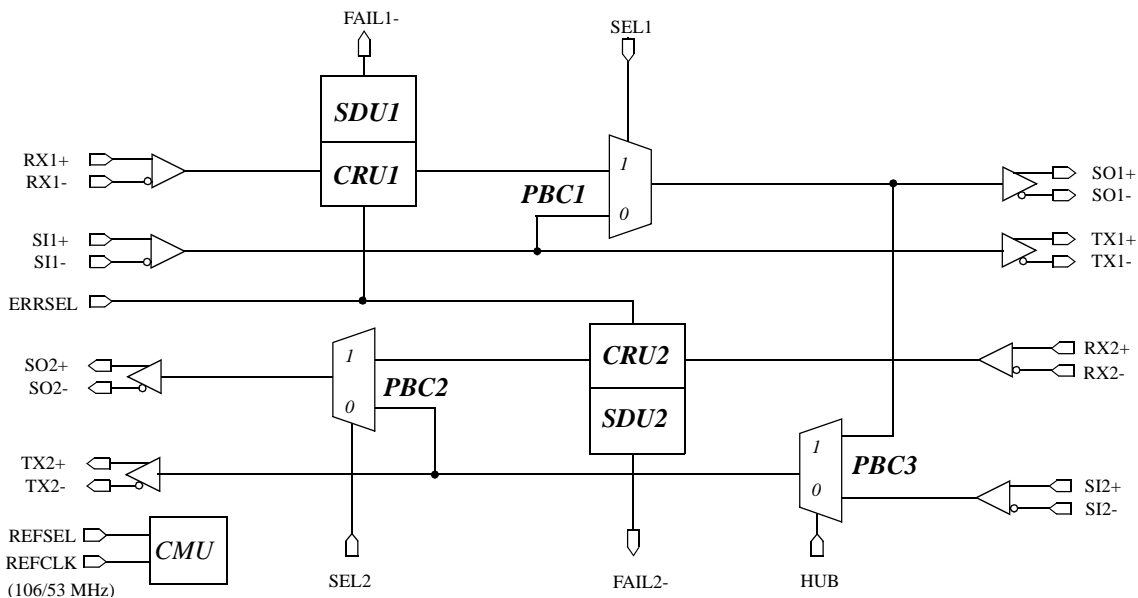 FAIL1-
SEL1
SDU1
RX1+
RX1-
CRU1
1
PBC1
0
SO1+
SO1-
SI1+
SI1-
TX1+
TX1-
ERRSEL
SO2+
SO2-
1
PBC2
0
CRU2
SDU2
RX2+
RX2-
TX2+
TX2-
1
PBC3
0
SI2+
SI2-
REFSEL
REFCLK
(106/53 MHz)
CMU
SEL2
FAIL2-
HUB